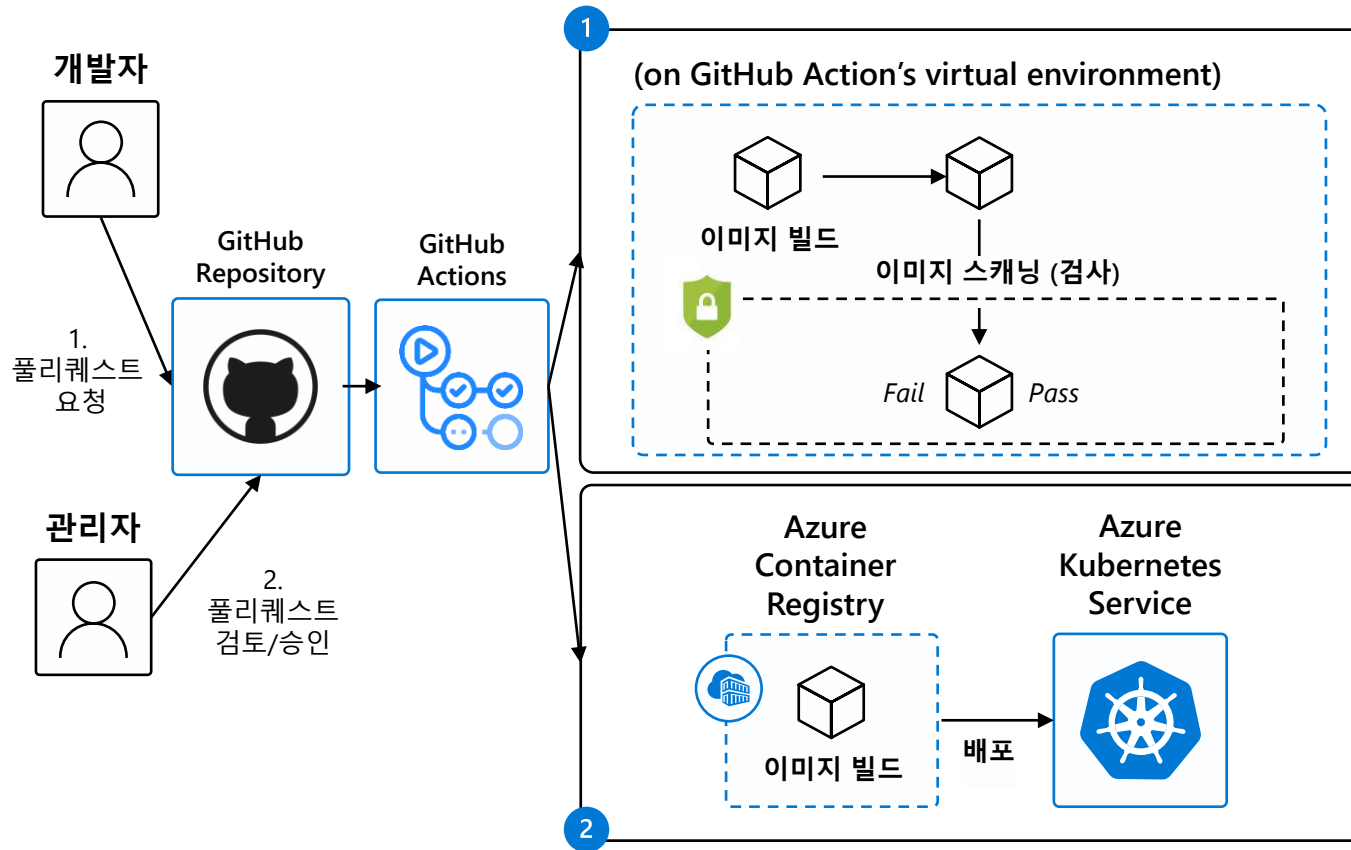 개발자
1.
풀리퀘스트
요청
관리자
2.
풀리퀘스트
검토/승인
GitHub
Repository
GitHub
Actions
1
(on GitHub Action’s virtual environment)
이미지 빌드
이미지 스캐닝 (검사)
Fail
Pass
Azure
Container
Registry
이미지 빌드
배포
Azure
Kubernetes
Service
2